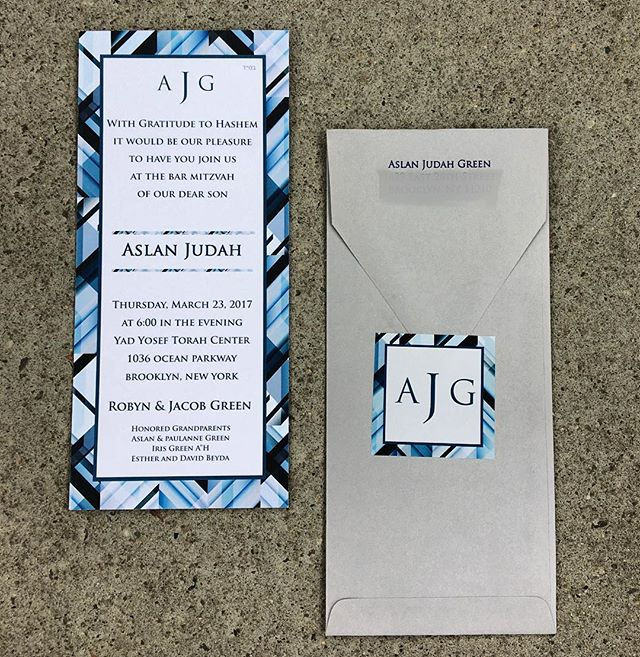 AJG
בס"ד
With Gratitude to Hashem
it would be our pleasure
to have you join us
at the bar mitzvah
of our dear son
Aslan Judah
Thursday, March 23, 2017
at 6:00 in the evening
Yad Yosef Torah Center
1036 ocean parkway
Brooklyn, new york
Robyn & Jacob Green
Honored Grandparents
Aslan & paulanne Green
Iris Green A"H
Esther and David Beyda
Aslan Judah Green
AJG